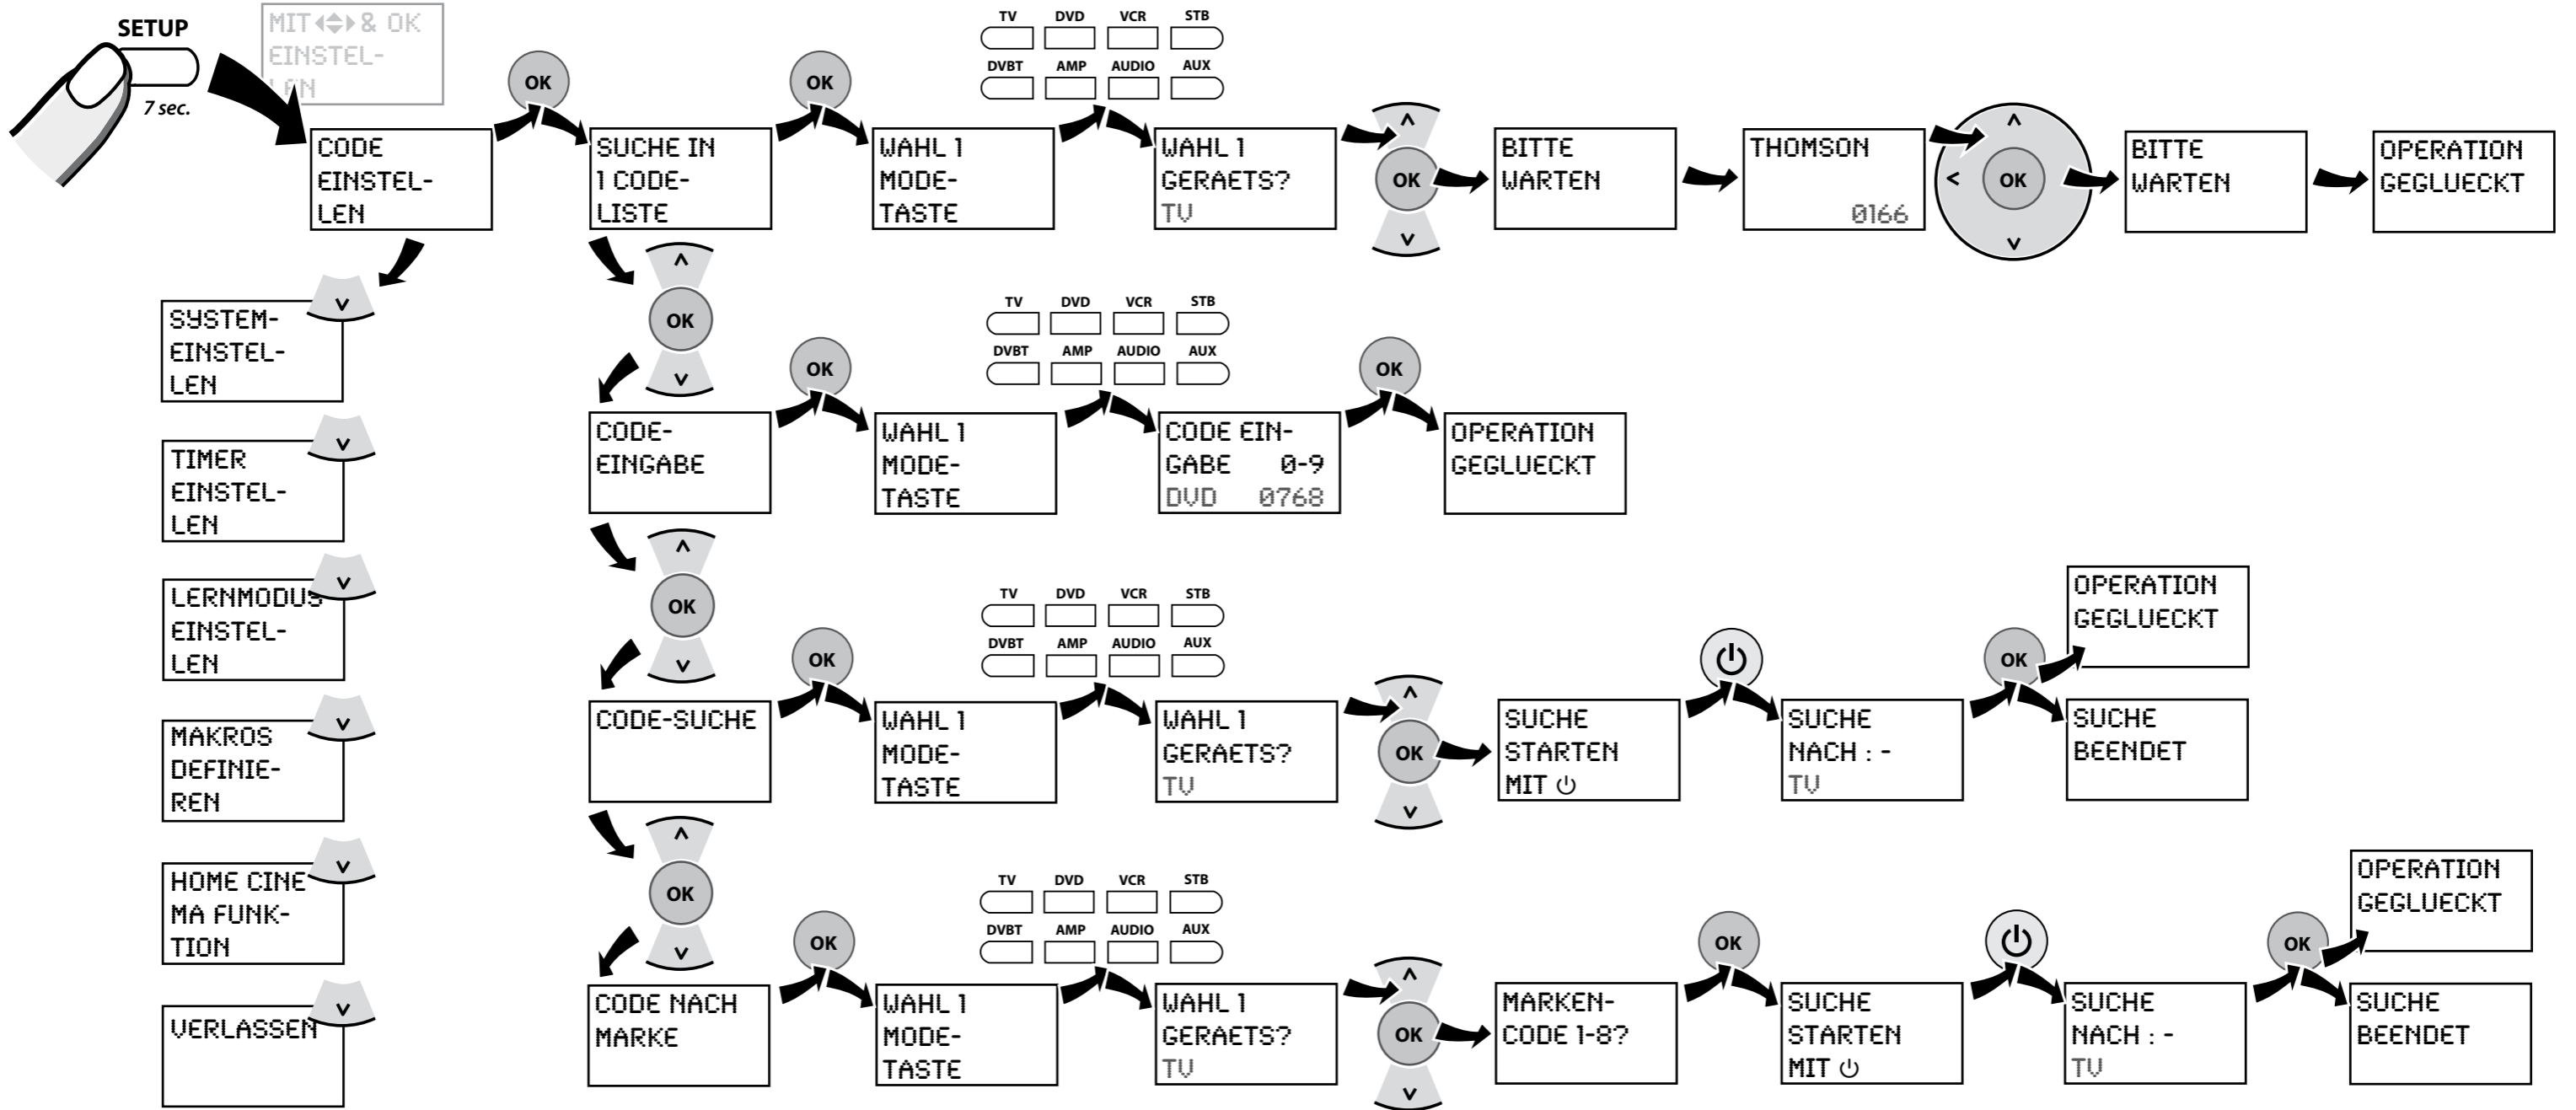 SETUP
7 sec.
MIT & OK
EINSTEL-
LEN
CODE
EINSTEL-
LEN
OK
SUCHE IN
1 CODE-
LISTE
OK
WAHL 1
MODE-
TASTE
TV DVD VCR STB
DVBT AMP AUDIO AUX
WAHL 1
GERAETS?
TV
OK
BITTE
WARTEN
THOMSON
0166
OK
BITTE
WARTEN
OPERATION
GEGLUECKT
SYSTEM-
EINSTEL-
LEN
TIMER
EINSTEL-
LEN
LERNMODUS
EINSTEL-
LEN
MAKROS
DEFINIE-
REN
HOME CINE
MA FUNK-
TION
VERLASSEN
OK
CODE-
EINGABE
OK
WAHL 1
MODE-
TASTE
TV DVD VCR STB
DVBT AMP AUDIO AUX
CODE EIN-
GABE 0-9
DVD 0768
OK
OPERATION
GEGLUECKT
OK
CODE-SUCHE
OK
WAHL 1
MODE-
TASTE
TV DVD VCR STB
DVBT AMP AUDIO AUX
WAHL 1
GERAETS?
TV
OK
SUCHE
STARTEN
MIT ⏻
⏻
SUCHE
NACH : -
TV
OK
OPERATION
GEGLUECKT
SUCHE
BEENDET
OK
CODE NACH
MARKE
OK
WAHL 1
MODE-
TASTE
TV DVD VCR STB
DVBT AMP AUDIO AUX
WAHL 1
GERAETS?
TV
OK
MARKEN-
CODE 1-8?
OK
SUCHE
STARTEN
MIT ⏻
⏻
SUCHE
NACH : -
TV
OK
OPERATION
GEGLUECKT
SUCHE
BEENDET